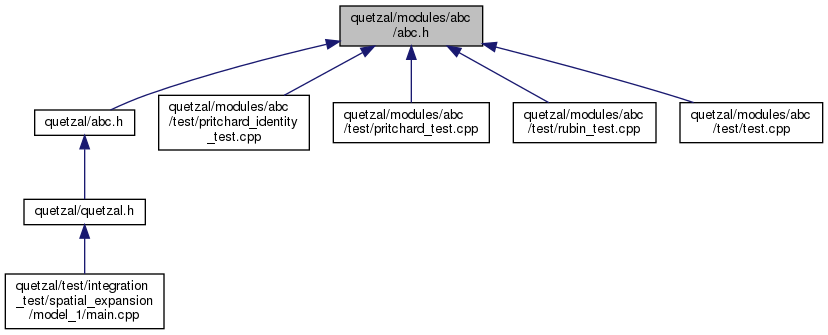 quetzal/modules/abc
/abc.h
quetzal/abc.h
quetzal/modules/abc
/test/pritchard_identity
_test.cpp
quetzal/modules/abc
/test/pritchard_test.cpp
quetzal/modules/abc
/test/rubin_test.cpp
quetzal/modules/abc
/test/test.cpp
quetzal/quetzal.h
quetzal/test/integration
_test/spatial_expansion
/model_1/main.cpp